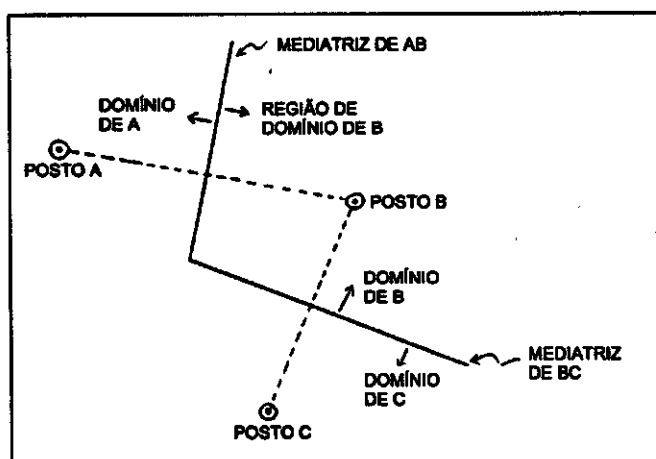 MEDIATRIZ DE AB
DOMÍNIO
DE A
REGIÃO DE
DOMÍNIO DE B
POSTO A
POSTO B
DOMÍNIO
DE B
DOMÍNIO
DE C
MEDIATRIZ
DE BC
POSTO C